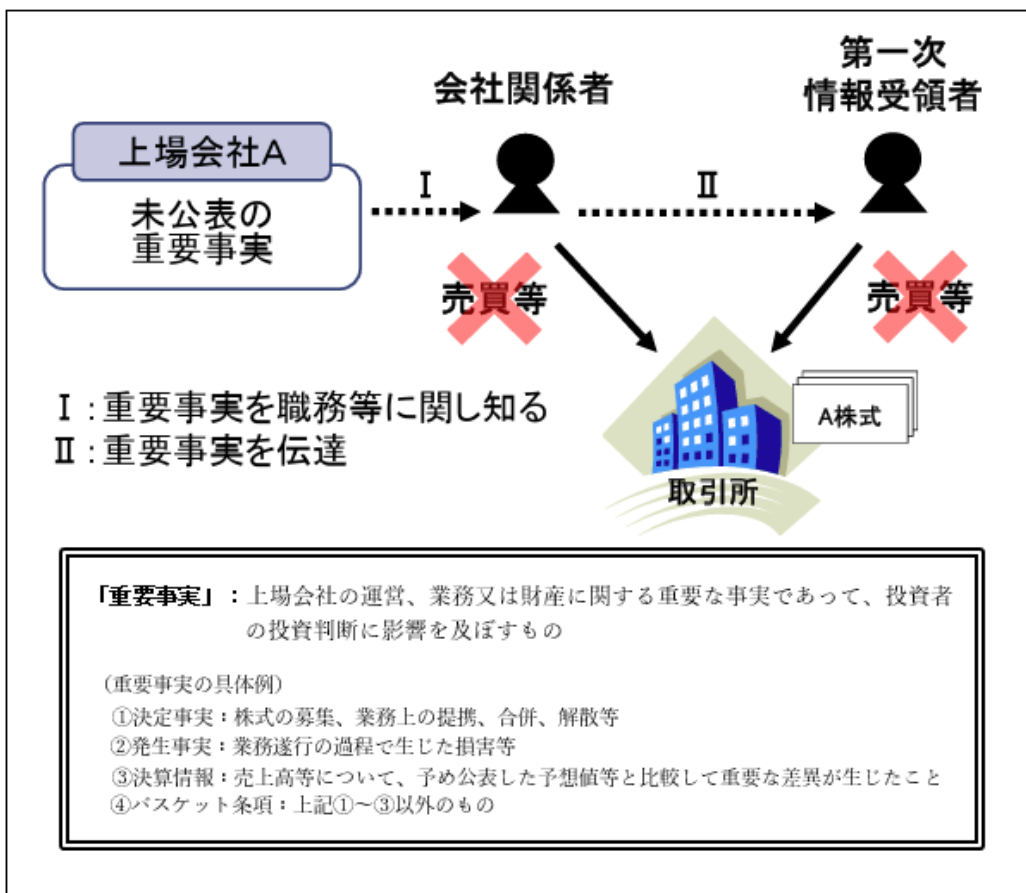 会社関係者
第一次
情報受領者
上場会社A
未公表の
重要事実
Ⅰ
Ⅱ
売買等
売買等
Ⅰ:重要事実を職務等に関し知る
Ⅱ:重要事実を伝達
A株式
取引所
「重要事実」:上場会社の運営、業務又は財産に関する重要な事実であって、投資者
の投資判断に影響を及ぼすもの
(重要事実の具体例)
①決定事実:株式の募集、業務上の提携、合併、解散等
②発生事実:業務遂行の過程で生じた損害等
③決算情報:売上高等について、予め公表した予想値等と比較して重要な差異が生じたこと
④バスケット条項:上記①~③以外のもの